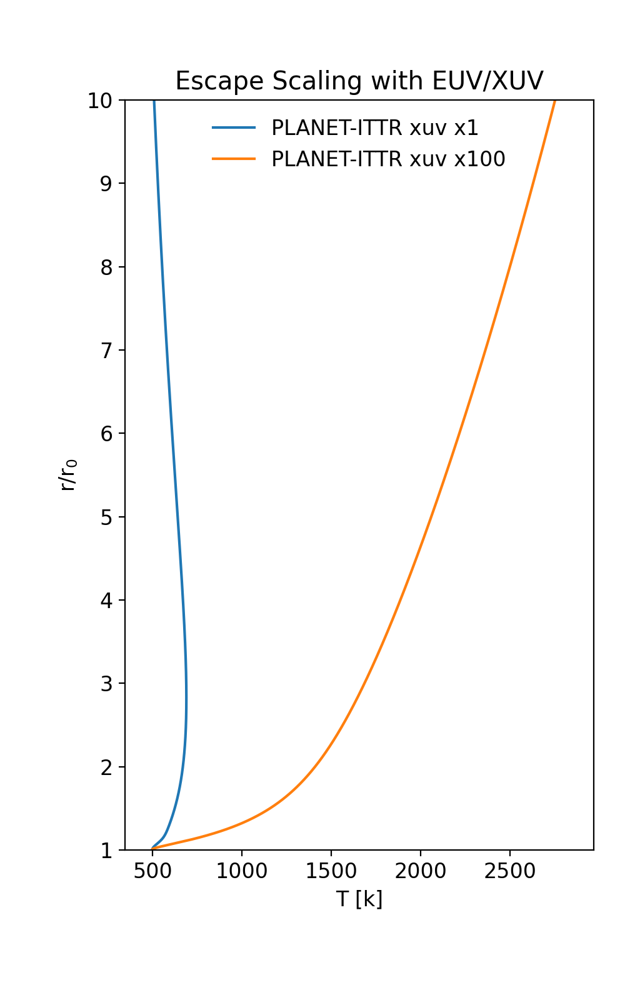 Escape Scaling with EUV/XUV
PLANET-ITTR xuv x1
PLANET-ITTR xuv x100
10
9
8
7
6
5
4
3
2
1
r/r₀
500 1000 1500 2000 2500
T [k]